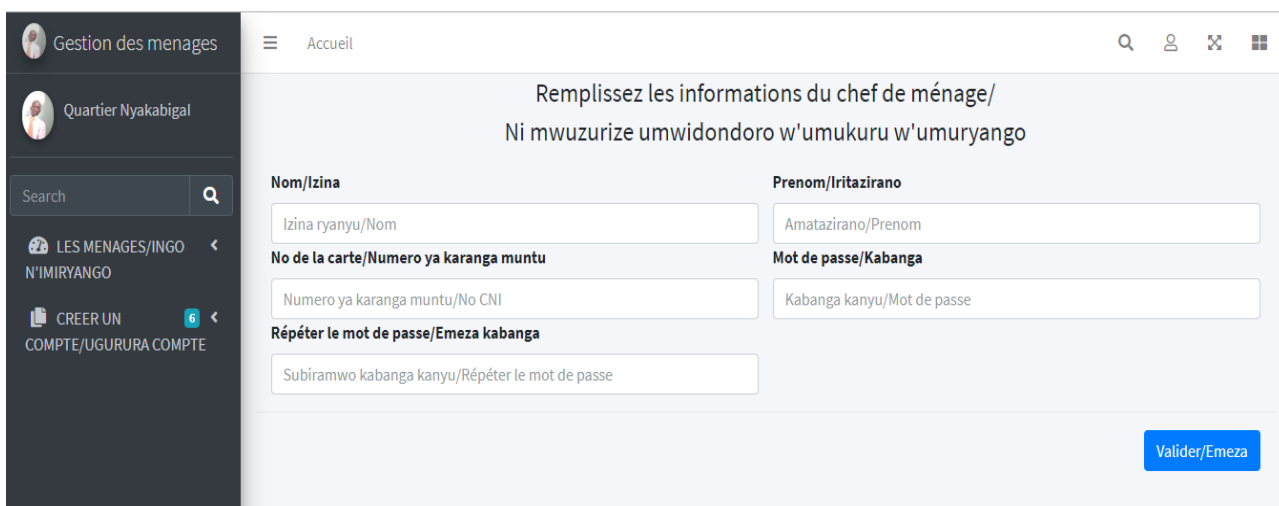 Gestion des menages
Accueil
Quartier Nyakabigal
Search
LES MENAGES/INGO
N'IMIRYANGO
CREER UN 6
COMPTE/UGURURA COMPTE
Remplissez les informations du chef de ménage/
Ni mwuzurize umwidondoro w'umukuru w'umuryango
Nom/Izina
Izina ryanyu/Nom
Prenom/Iritazirano
Amatazirano/Prenom
No de la carte/Numero ya karanga muntu
Numero ya karanga muntu/No CNI
Mot de passe/Kabanga
Kabanga kanyu/Mot de passe
Répéter le mot de passe/Emeza kabanga
Subiramwo kabanga kanyu/Répéter le mot de passe
Valider/Emeza